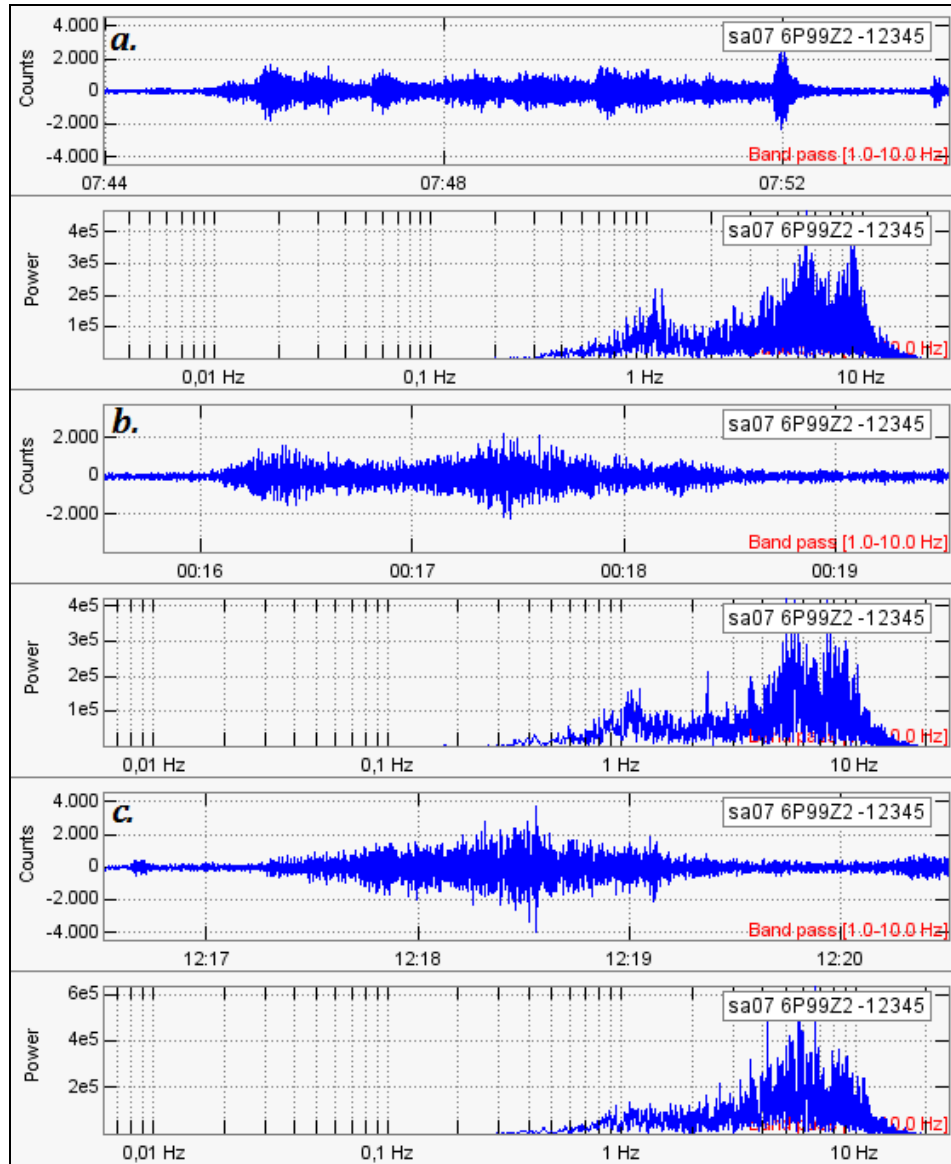 a.
sa07 6P99Z2 -12345
Counts
4.000
2.000
0
-2.000
-4.000
Band pass [1.0-10.0 Hz]
07:44 07:48 07:52
sa07 6P99Z2 -12345
Power
4e5
3e5
2e5
1e5
0,01 Hz 0,1 Hz 1 Hz 10 Hz
b.
sa07 6P99Z2 -12345
Counts
2.000
0
-2.000
Band pass [1.0-10.0 Hz]
00:16 00:17 00:18 00:19
sa07 6P99Z2 -12345
Power
4e5
3e5
2e5
1e5
0,01 Hz 0,1 Hz 1 Hz 10 Hz
c.
sa07 6P99Z2 -12345
Counts
4.000
2.000
0
-2.000
-4.000
Band pass [1.0-10.0 Hz]
12:17 12:18 12:19 12:20
sa07 6P99Z2 -12345
Power
6e5
4e5
2e5
0,01 Hz 0,1 Hz 1 Hz 10 Hz